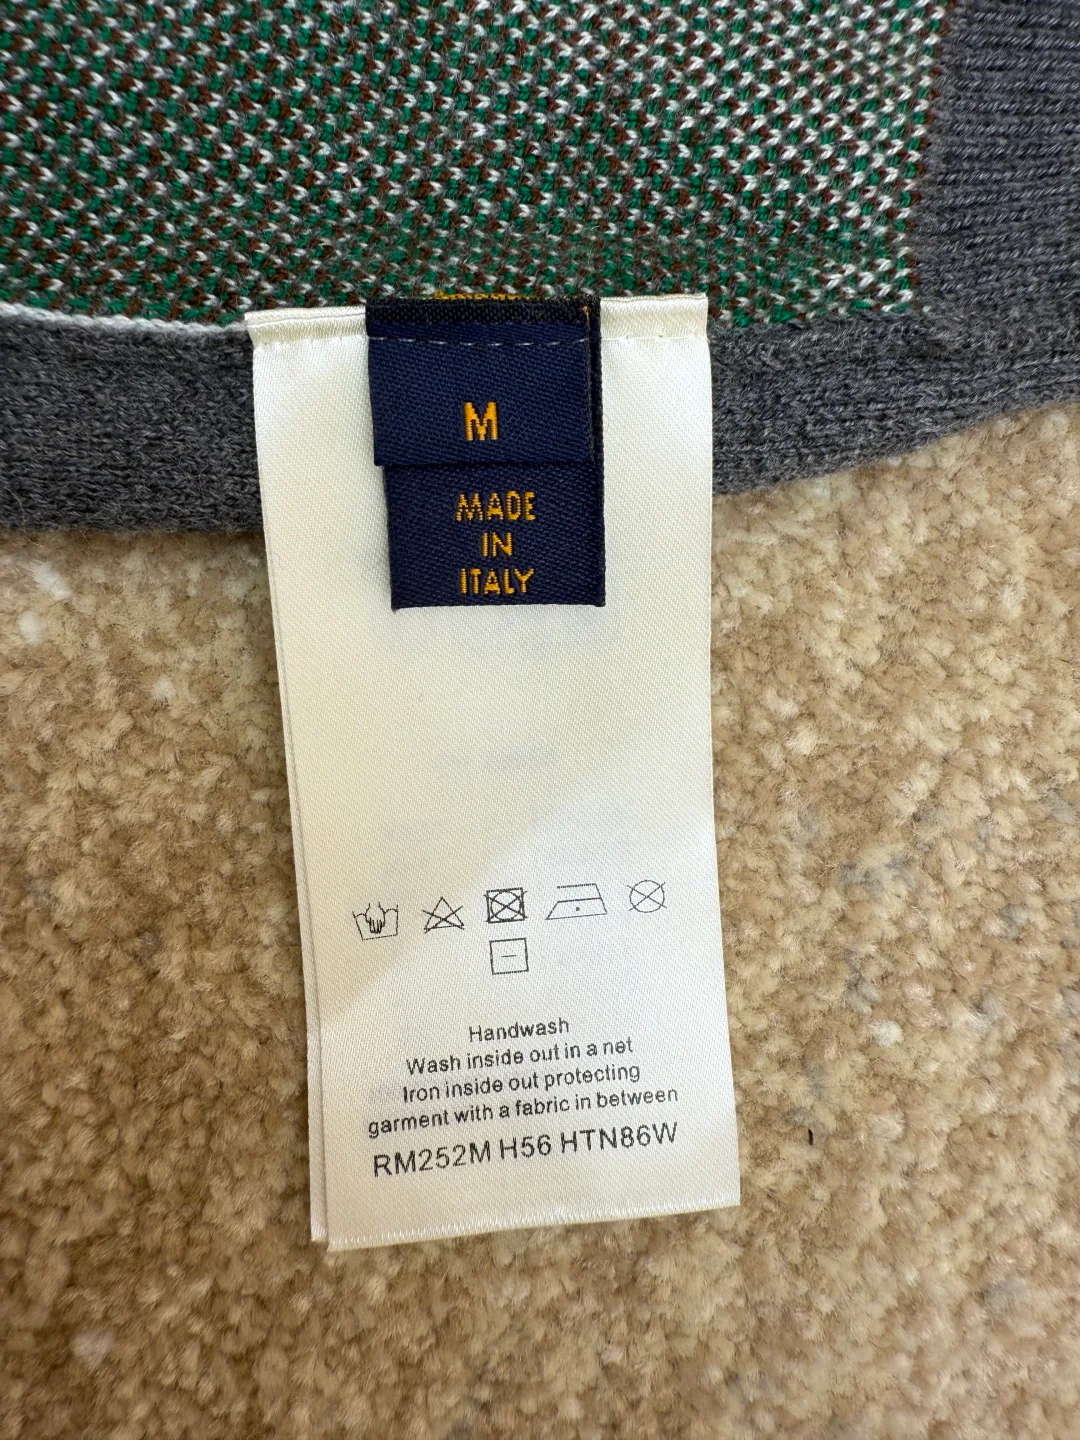 M
MADE
IN
ITALY
Handwash
Wash inside out in a net
Iron inside out protecting
garment with a fabric in between
RM252M H56 HTN86W